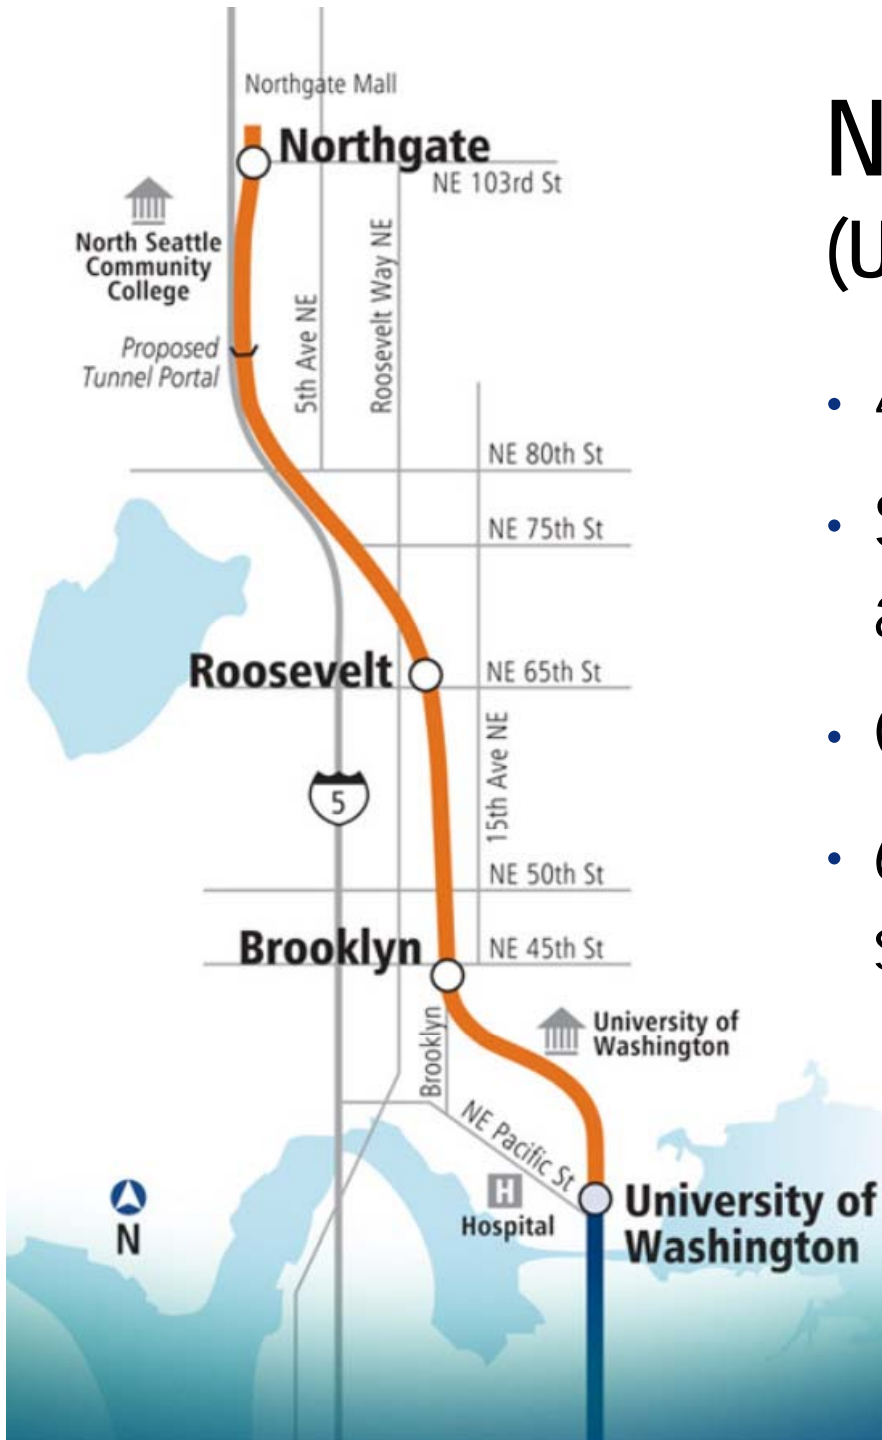 Northgate Mall
Northgate
NE 103rd St
North Seattle
Community
College
Roosevelt Way NE
5th Ave NE
Proposed
Tunnel Portal
NE 80th St
NE 75th St
Roosevelt
NE 65th St
15th Ave NE
5
NE 50th St
Brooklyn
NE 45th St
Brooklyn
University of
Washington
NE Pacific St
H
Hospital
University of
Washington
N
N
(U